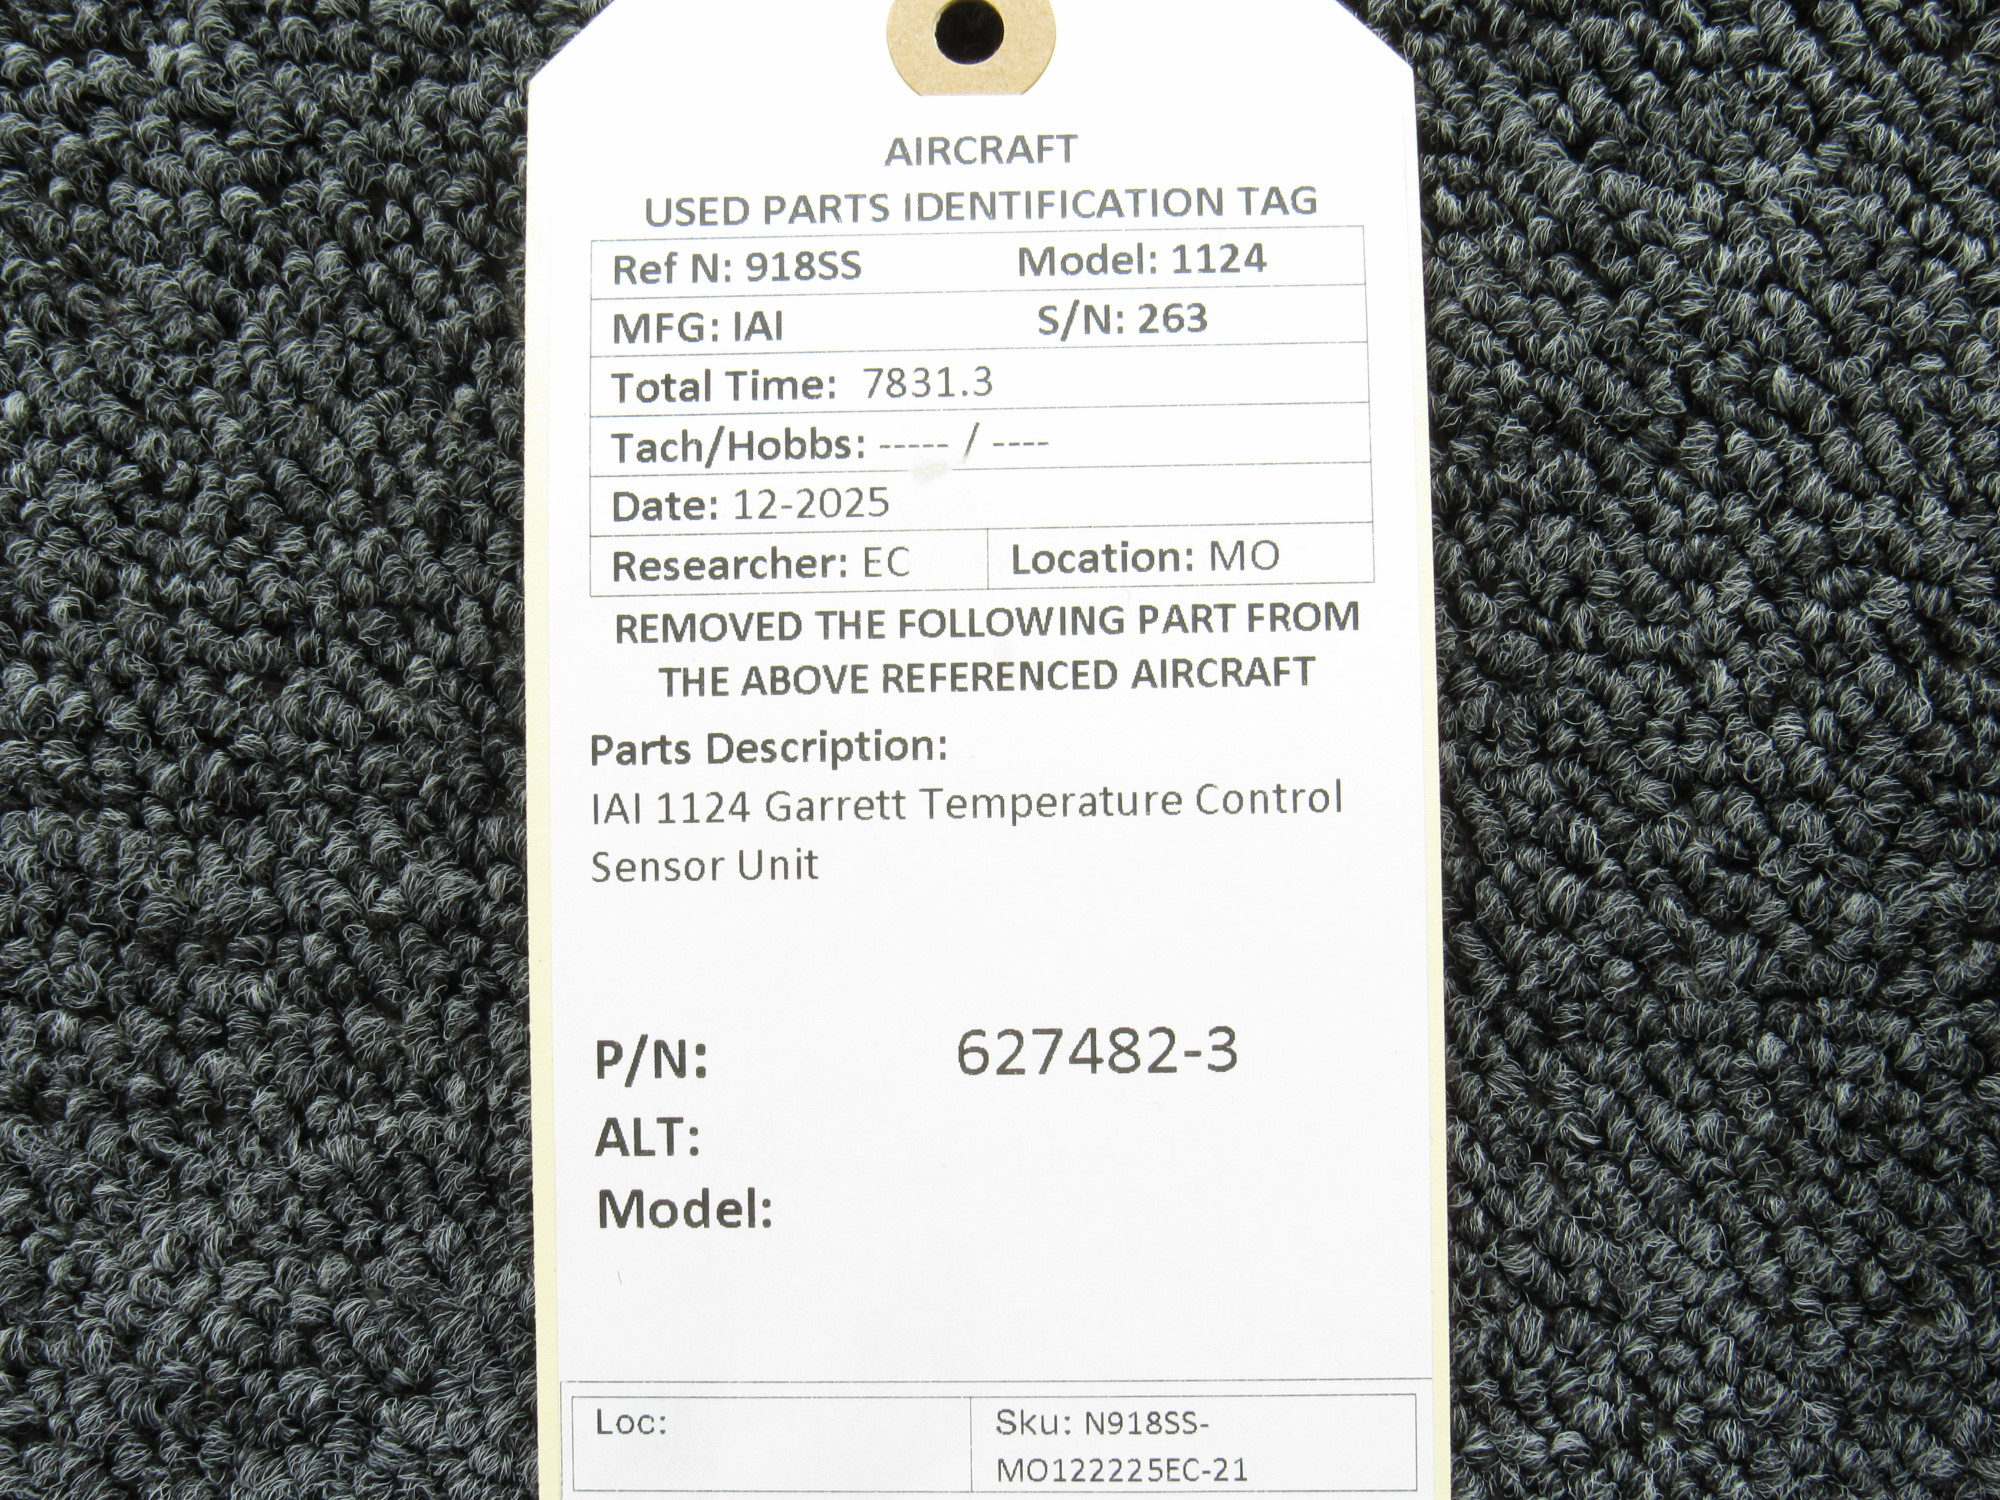 AIRCRAFT
USED PARTS IDENTIFICATION TAG
Ref N: 918SS Model: 1124
MFG: IAI S/N: 263
Total Time: 7831.3
Tach/Hobbs: ----- / ----
Date: 12-2025
Researcher: EC Location: MO
REMOVED THE FOLLOWING PART FROM
THE ABOVE REFERENCED AIRCRAFT
Parts Description:
IAI 1124 Garrett Temperature Control
Sensor Unit
P/N: 627482-3
ALT:
Model:
Loc: Sku: N918SS-
MO122225EC-21